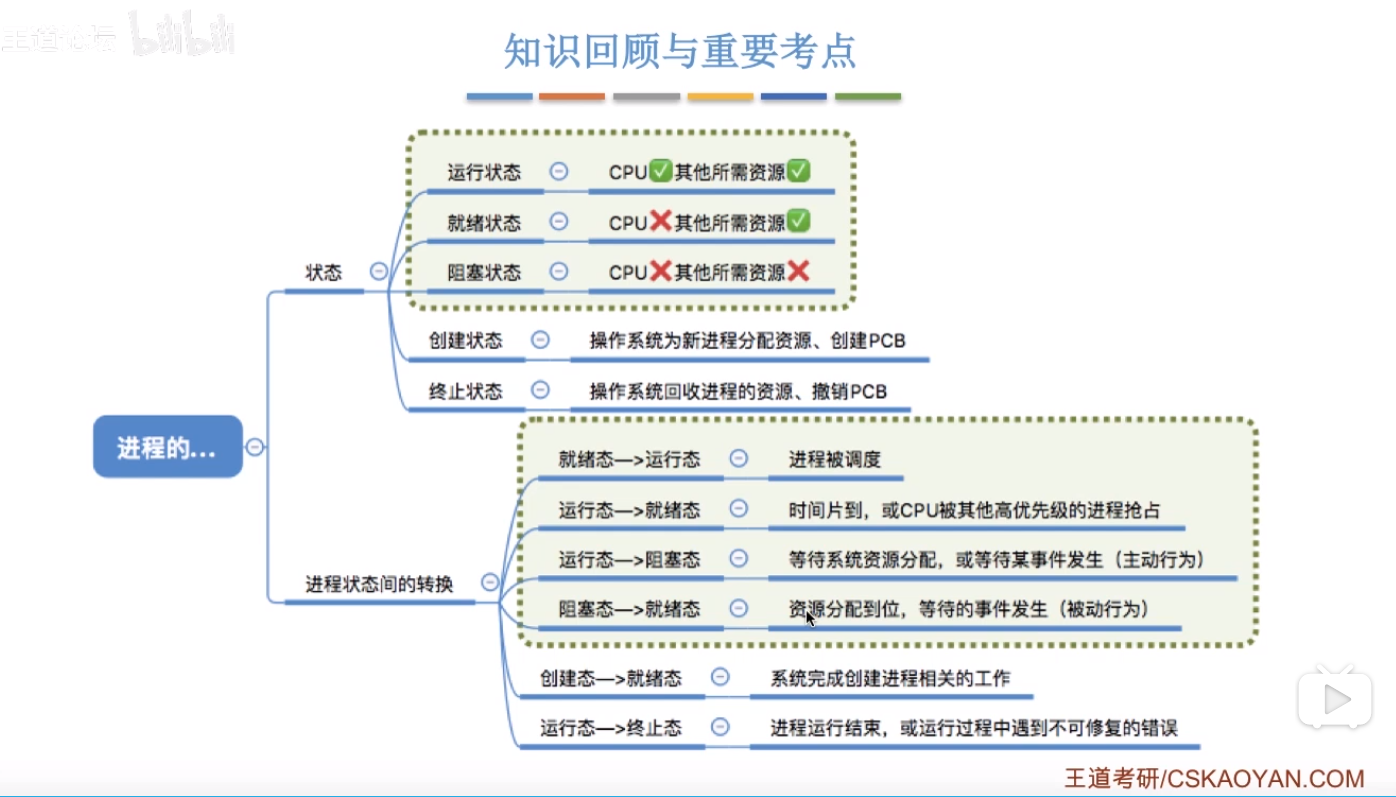 王道论坛 bilibili
知识回顾与重要考点
运行状态 CPU✅其他所需资源✅
就绪状态 CPU❌其他所需资源✅
状态
阻塞状态 CPU❌其他所需资源❌
创建状态 操作系统为新进程分配资源、创建PCB
终止状态 操作系统回收进程的资源、撤销PCB
进程的...
就绪态—>运行态 进程被调度
运行态—>就绪态 时间片到，或CPU被其他高优先级的进程抢占
运行态—>阻塞态 等待系统资源分配，或等待某事件发生（主动行为）
进程状态间的转换
阻塞态—>就绪态 资源分配到位，等待的事件发生（被动行为）
创建态—>就绪态 系统完成创建进程相关的工作
运行态—>终止态 进程运行结束，或运行过程中遇到不可修复的错误
王道考研/CSKAOYAN.COM